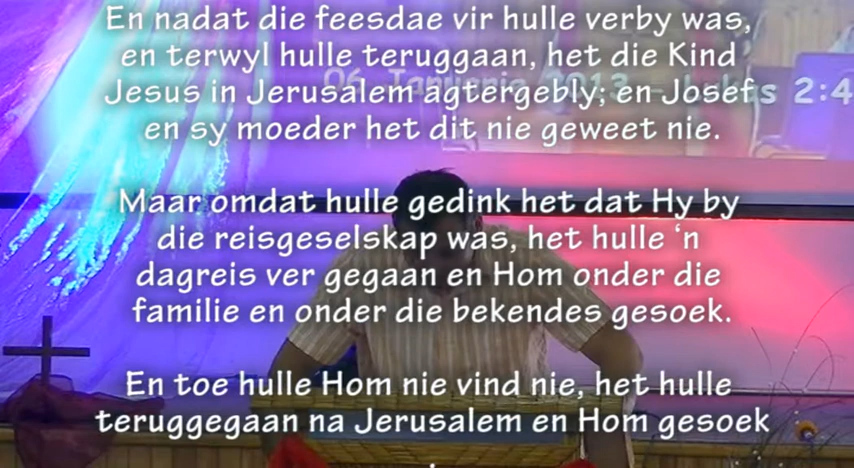 En nadat die feesdae vir hulle verby was,
en terwyl hulle teruggaan, het die Kind
Jesus in Jerusalem agtergebly; en Josef
en sy moeder het dit nie geweet nie.
Maar omdat hulle gedink het dat Hy by
die reisgeselskap was, het hulle ‘n
dagreis ver gegaan en Hom onder die
familie en onder die bekendes gesoek.
En toe hulle Hom nie vind nie, het hulle
teruggegaan na Jerusalem en Hom gesoek
2:4